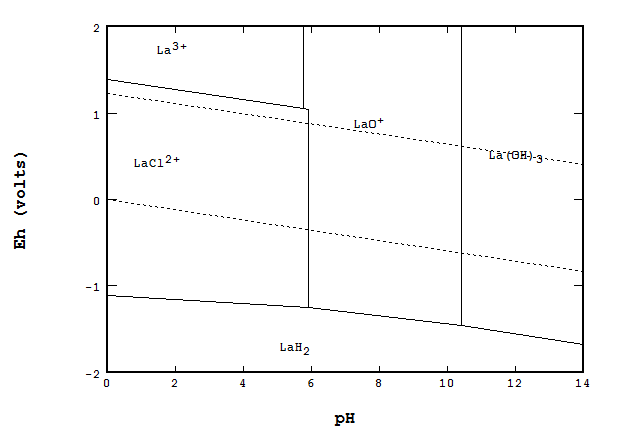 2
La3+
1
LaO+
La(OH)3
LaCl2+
Eh (volts)
0
-1
LaH2
-2
0 2 4 6 8 10 12 14
pH